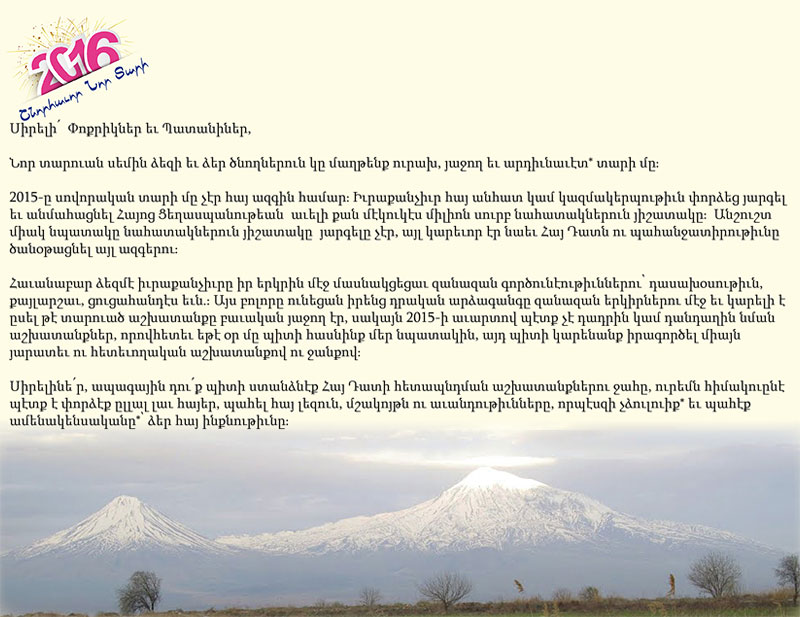 2016
Շնորհաւոր Նոր Տարի
Սիրելի՛ Փոքրիկներ եւ Պատանիներ,
Նոր տարուան սեմին ձեզի եւ ձեր ծնողներուն կը մաղթենք ուրախ, յաջող եւ արդիւնաւէտ* տարի մը։
2015-ը սովորական տարի մը չէր հայ ազգին համար։ Իւրաքանչիւր հայ անհատ կամ կազմակերպութիւն փորձեց յարգել
եւ անմահացնել Հայոց Ցեղասպանութեան աւելի քան մէկուկէս միլիոն սուրբ նահատակներուն յիշատակը։ Անշուշտ
միակ նպատակը նահատակներուն յիշատակը յարգելը չէր, այլ կարեւոր էր նաեւ Հայ Դատն ու պահանջատիրութիւնը
ծանօթացնել այլ ազգերու։
Հաւանաբար ձեզմէ իւրաքանչիւրը իր երկրին մէջ մասնակցեցաւ զանազան գործունէութիւններու՝ դասախօսութիւն,
քայլարշաւ, ցուցահանդէս եւն.։ Այս բոլորը ունեցան իրենց դրական արձագանգը զանազան երկիրներու մէջ եւ կարելի է
ըսել թէ տարուած աշխատանքը բաւական յաջող էր, սակայն 2015-ի աւարտով պէտք չէ դադրին կամ դանդաղին նման
աշխատանքներ, որովհետեւ եթէ օր մը պիտի հասնինք մեր նպատակին, այդ պիտի կարենանք իրագործել միայն
յարատեւ ու հետեւողական աշխատանքով ու ջանքով։
Սիրելինե՛ր, ապագային դու՛ք պիտի ստանձնէք Հայ Դատի հետապնդման աշխատանքներու ջահը, ուրեմն հիմակուընէ
պէտք է փորձէք ըլլալ լաւ հայեր, պահել հայ լեզուն, մշակոյթն ու աւանդութիւնները, որպէսզի չձուլուիք* եւ պահէք
ամենակենսականը*՝ ձեր հայ ինքնութիւնը։